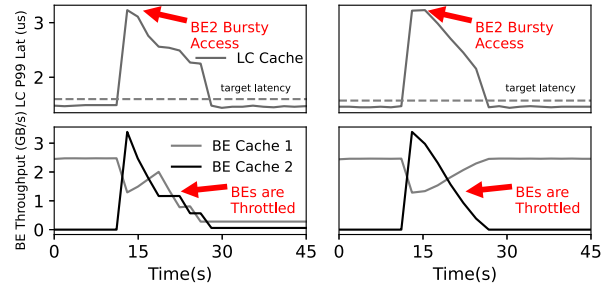 BE Throughput (GB/s) LC P99 Lat (us)
3
2
BE2 Bursty
Access
LC Cache
target latency
BE2 Bursty
Access
target latency
3
2
1
0
BE Cache 1
BE Cache 2
BEs are
Throttled
BEs are
Throttled
0 15 30 45
Time(s)
0 15 30 45
Time(s)